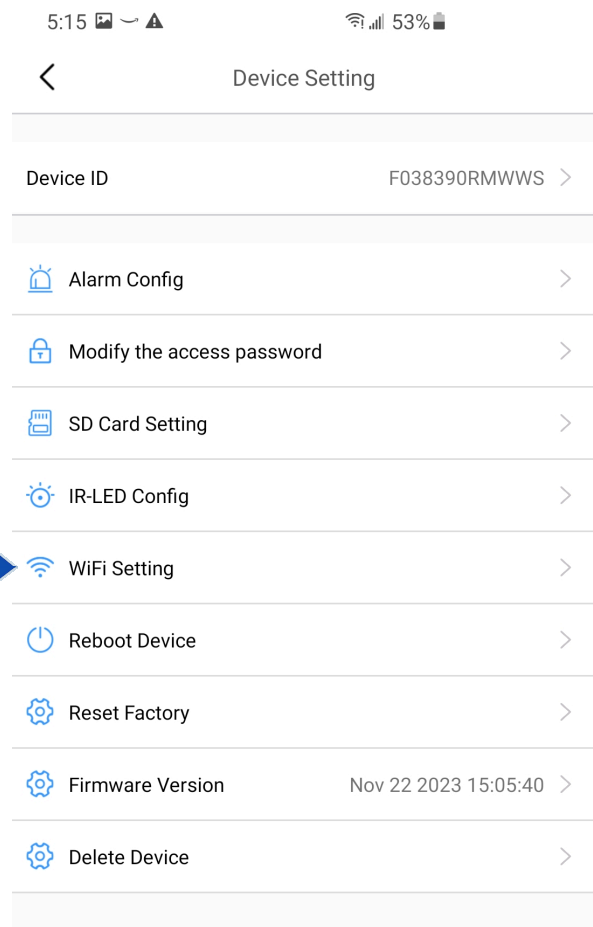 5:15 53%
Device Setting
Device ID F038390RMWWS
Alarm Config
Modify the access password
SD Card Setting
IR-LED Config
WiFi Setting
Reboot Device
Reset Factory
Firmware Version Nov 22 2023 15:05:40
Delete Device